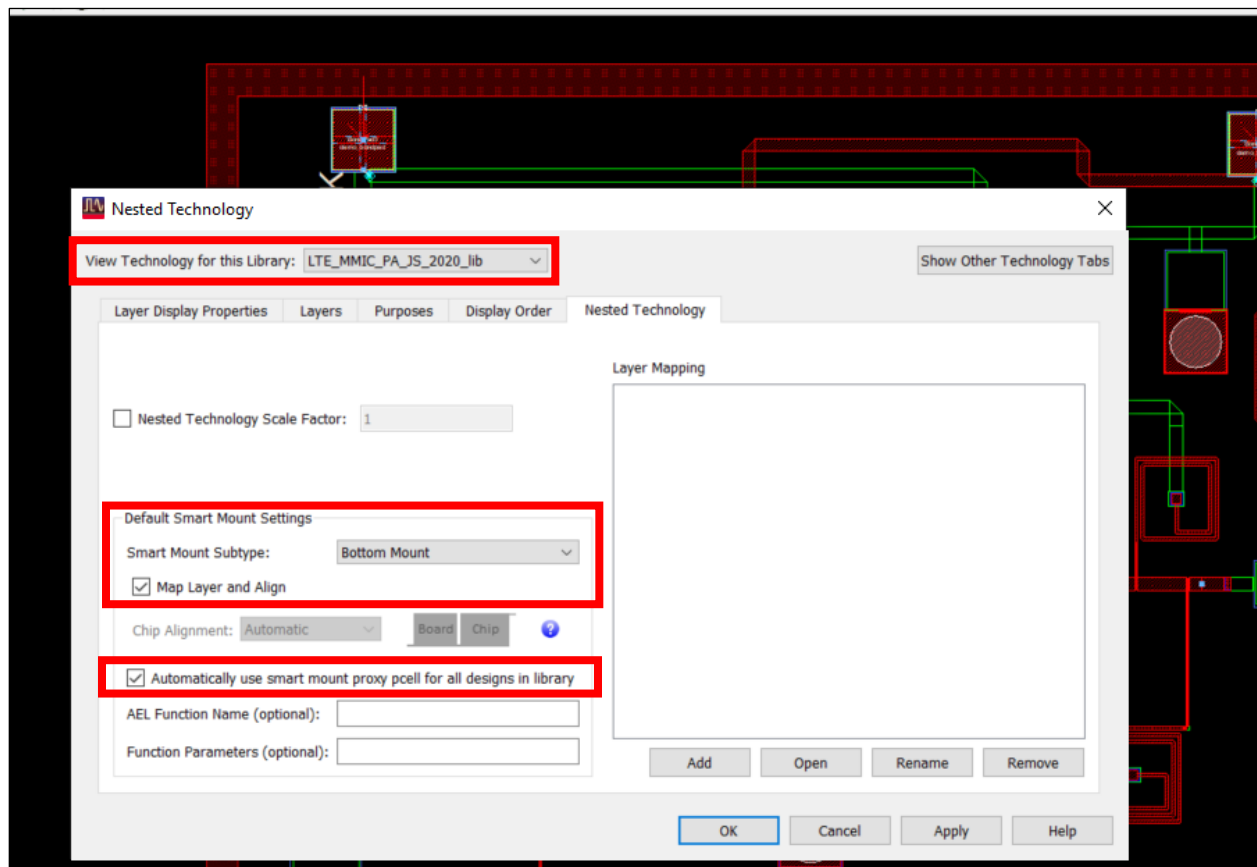 Nested Technology
View Technology for this Library: LTE_MMIC_PA_JS_2020_lib
Show Other Technology Tabs
Layer Display Properties Layers Purposes Display Order Nested Technology
Layer Mapping
Nested Technology Scale Factor: 1
Default Smart Mount Settings
Smart Mount Subtype: Bottom Mount
Map Layer and Align
Chip Alignment: Automatic Board Chip ?
Automatically use smart mount proxy pcell for all designs in library
AEL Function Name (optional):
Function Parameters (optional):
Add Open Rename Remove
OK Cancel Apply Help